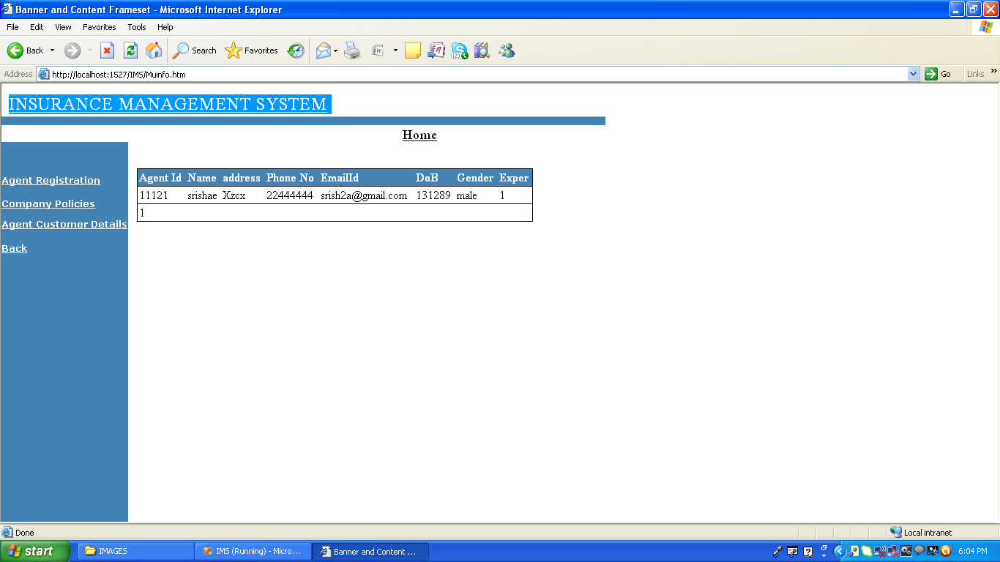 Banner and Content Frameset - Microsoft Internet Explorer
File Edit View Favorites Tools Help
Back Search Favorites
Address http://localhost:1527/IMS/Muinfo.htm Go Links »
INSURANCE MANAGEMENT SYSTEM
Home
Agent Registration
Company Policies
Agent Customer Details
Back
Agent Id Name address Phone No EmailId DoB Gender Exper
11121 srishae Xzcx 22444444 srish2a@gmail.com 131289 male 1
1
Done Local intranet
start IMAGES IMS (Running) - Micro... Banner and Content ... 6:04 PM